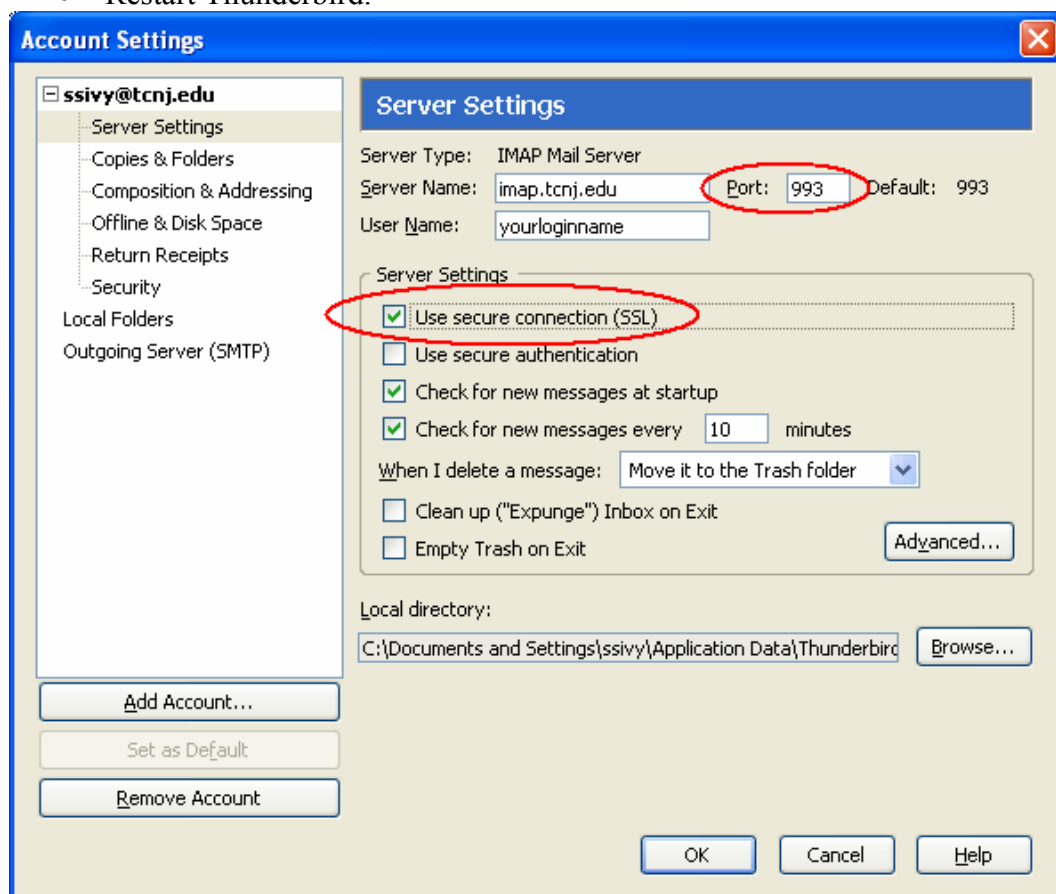 Restart Thunderbird.
Account Settings
ssivy@tcnj.edu
Server Settings
Copies & Folders
Composition & Addressing
Offline & Disk Space
Return Receipts
Security
Local Folders
Outgoing Server (SMTP)
Add Account...
Set as Default
Remove Account
Server Settings
Server Type: IMAP Mail Server
Server Name: imap.tcnj.edu Port: 993 Default: 993
User Name: yourloginname
Server Settings
Use secure connection (SSL)
Use secure authentication
Check for new messages at startup
Check for new messages every 10 minutes
When I delete a message: Move it to the Trash folder
Clean up ("Expunge") Inbox on Exit
Empty Trash on Exit
Advanced...
Local directory:
C:\Documents and Settings\ssivy\Application Data\Thunderbird Browse...
OK Cancel Help